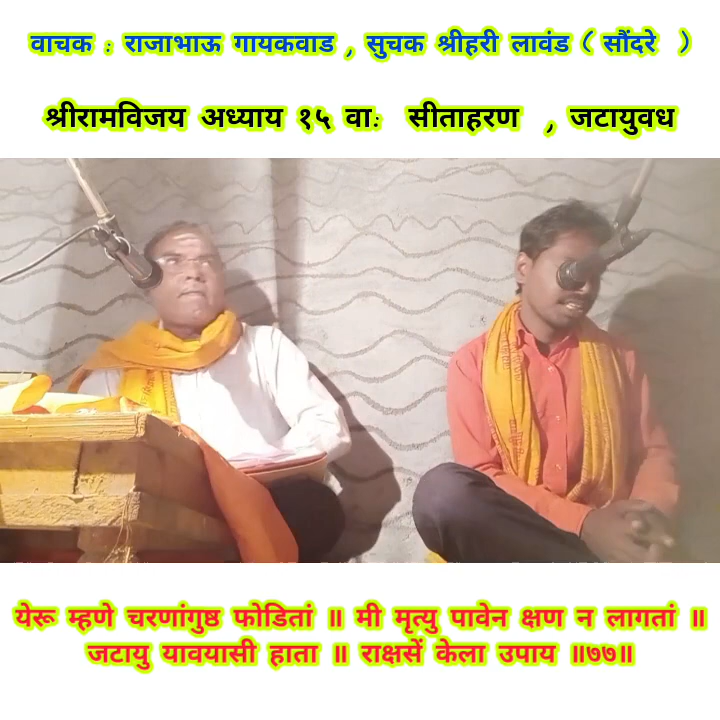 वाचक : राजाभाऊ गायकवाड , सुचक श्रीहरी लावंड ( सौंदरे )
श्रीरामविजय अध्याय १५ वाः सीताहरण , जटायुवध
येरू म्हणे चरणांगुष्ठ फोडितां ॥ मी मृत्यु पावेन क्षण न लागतां ॥
जटायु यावयासी हाता ॥ राक्षसें केला उपाय ॥७७॥